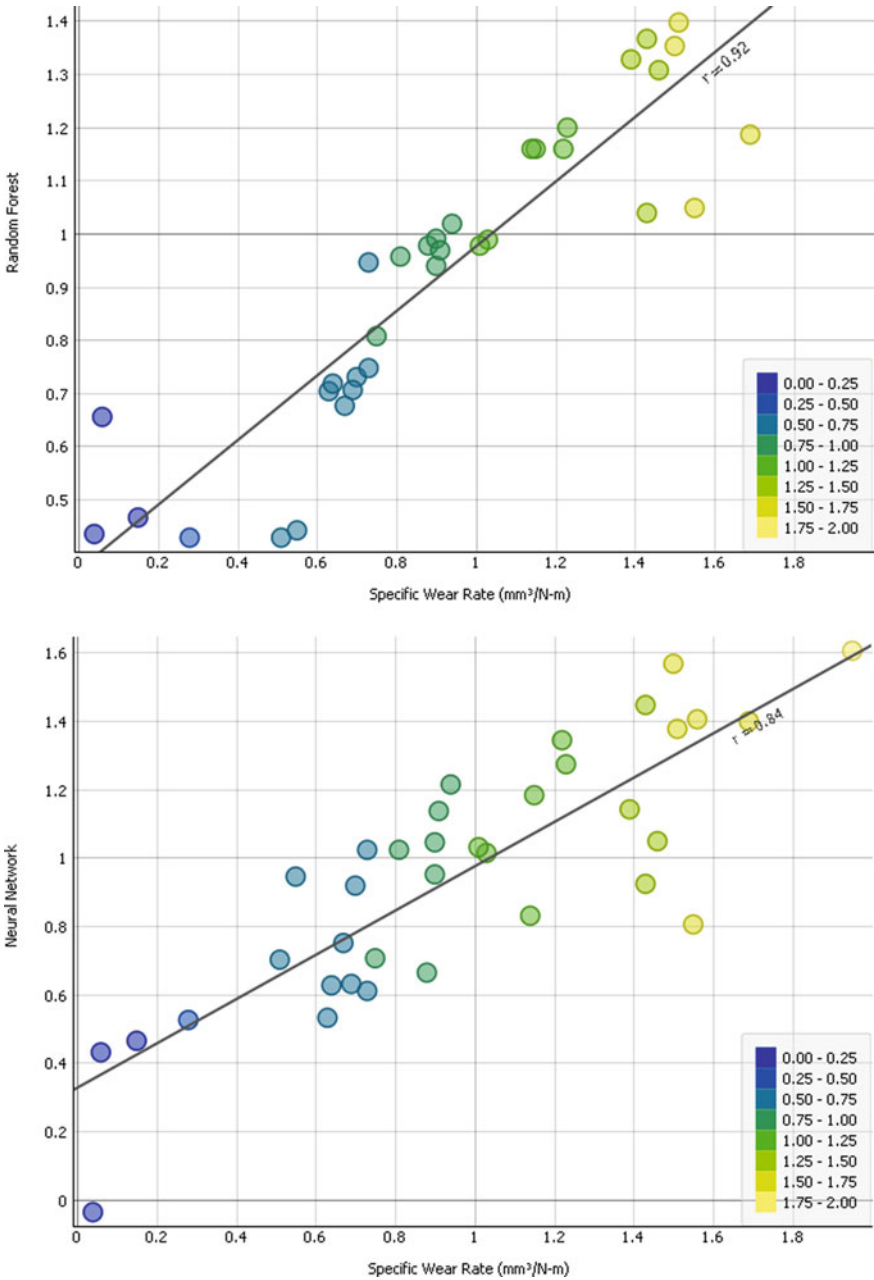 1.4
1.3
1.2
1.1
1
0.9
0.8
0.7
0.6
0.5
Random Forest
r = 0.92
0.00 - 0.25
0.25 - 0.50
0.50 - 0.75
0.75 - 1.00
1.00 - 1.25
1.25 - 1.50
1.50 - 1.75
1.75 - 2.00
0 0.2 0.4 0.6 0.8 1 1.2 1.4 1.6 1.8
Specific Wear Rate (mm³/N-m)
1.6
1.4
1.2
1
0.8
0.6
0.4
0.2
0
Neural Network
r = 0.84
0.00 - 0.25
0.25 - 0.50
0.50 - 0.75
0.75 - 1.00
1.00 - 1.25
1.25 - 1.50
1.50 - 1.75
1.75 - 2.00
0 0.2 0.4 0.6 0.8 1 1.2 1.4 1.6 1.8
Specific Wear Rate (mm³/N-m)